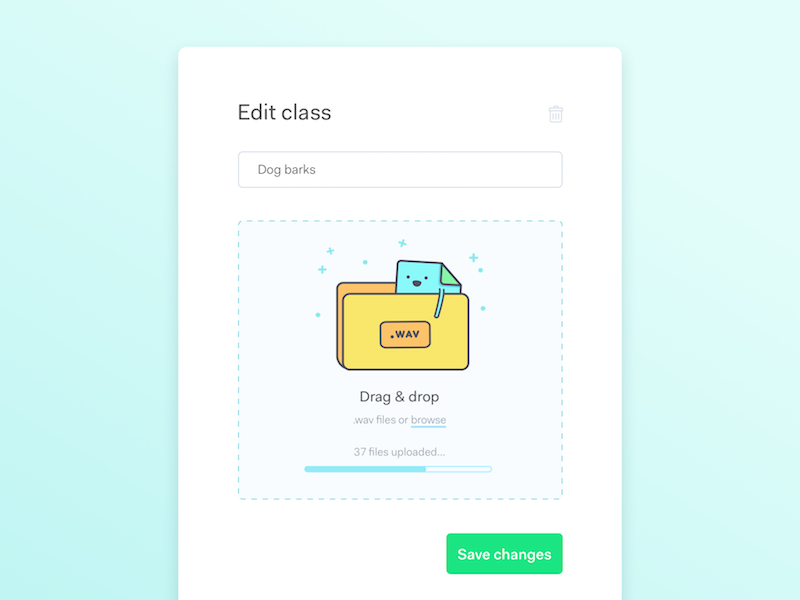 Edit class
Dog barks
.WAV
Drag & drop
.wav files or browse
37 files uploaded...
Save changes